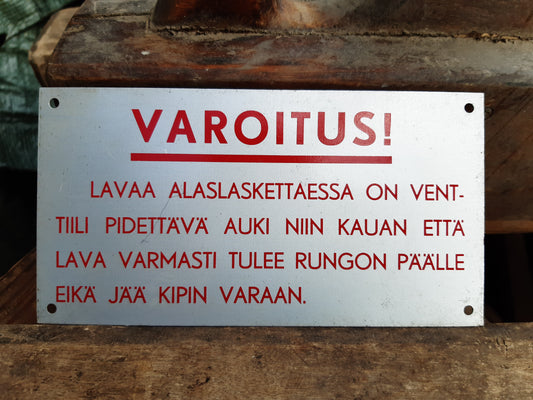 VAROITUS!
LAVAA ALASLASKETTAESSA ON VENT-
TIILI PIDETTÄVÄ AUKI NIIN KAUAN ETTÄ
LAVA VARMASTI TULEE RUNGON PÄÄLLE
EIKÄ JÄÄ KIPIN VARAAN.